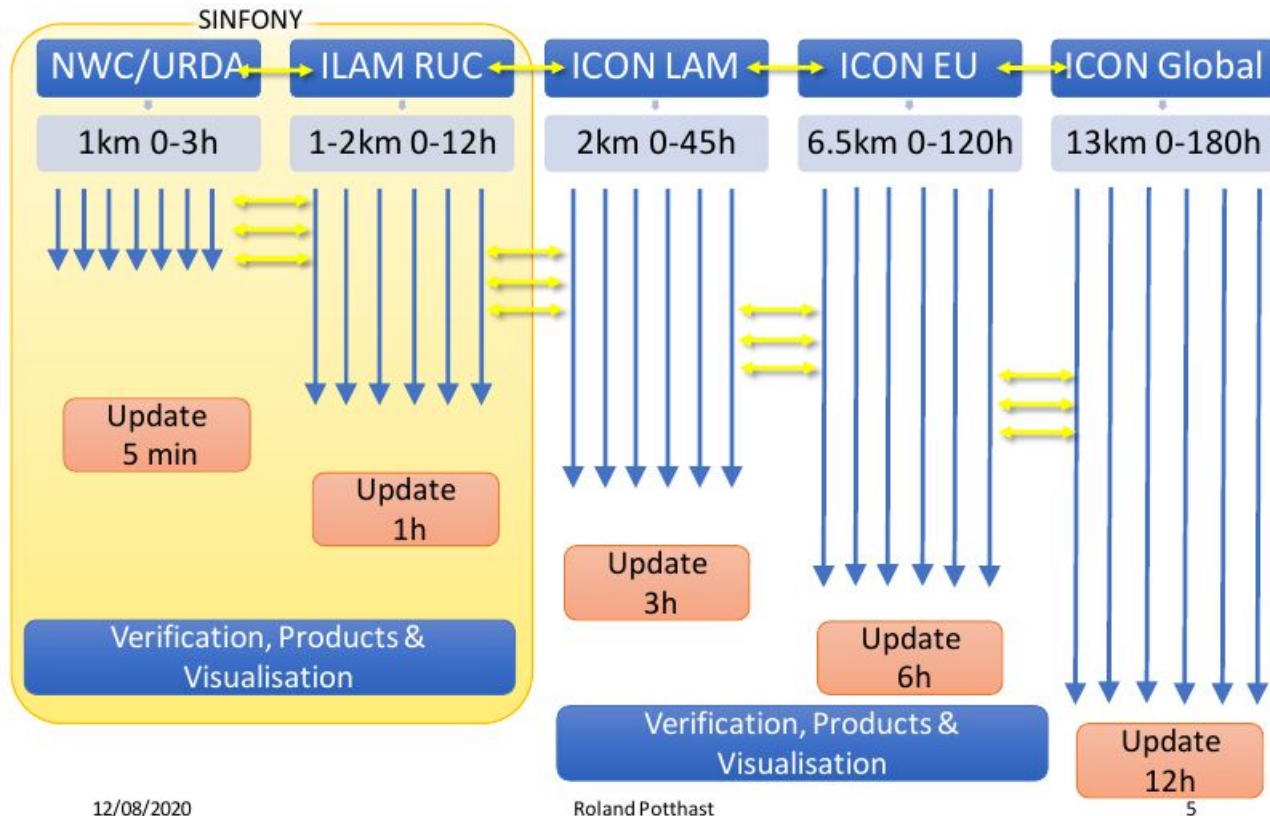 SINFONY
NWC/URDA
ILAM RUC
ICON LAM
ICON EU
ICON Global
1km 0-3h
1-2km 0-12h
2km 0-45h
6.5km 0-120h
13km 0-180h
Update
5 min
Update
1h
Update
3h
Update
6h
Update
12h
Verification, Products &
Visualisation
Verification, Products &
Visualisation
12/08/2020
Roland Potthast
5